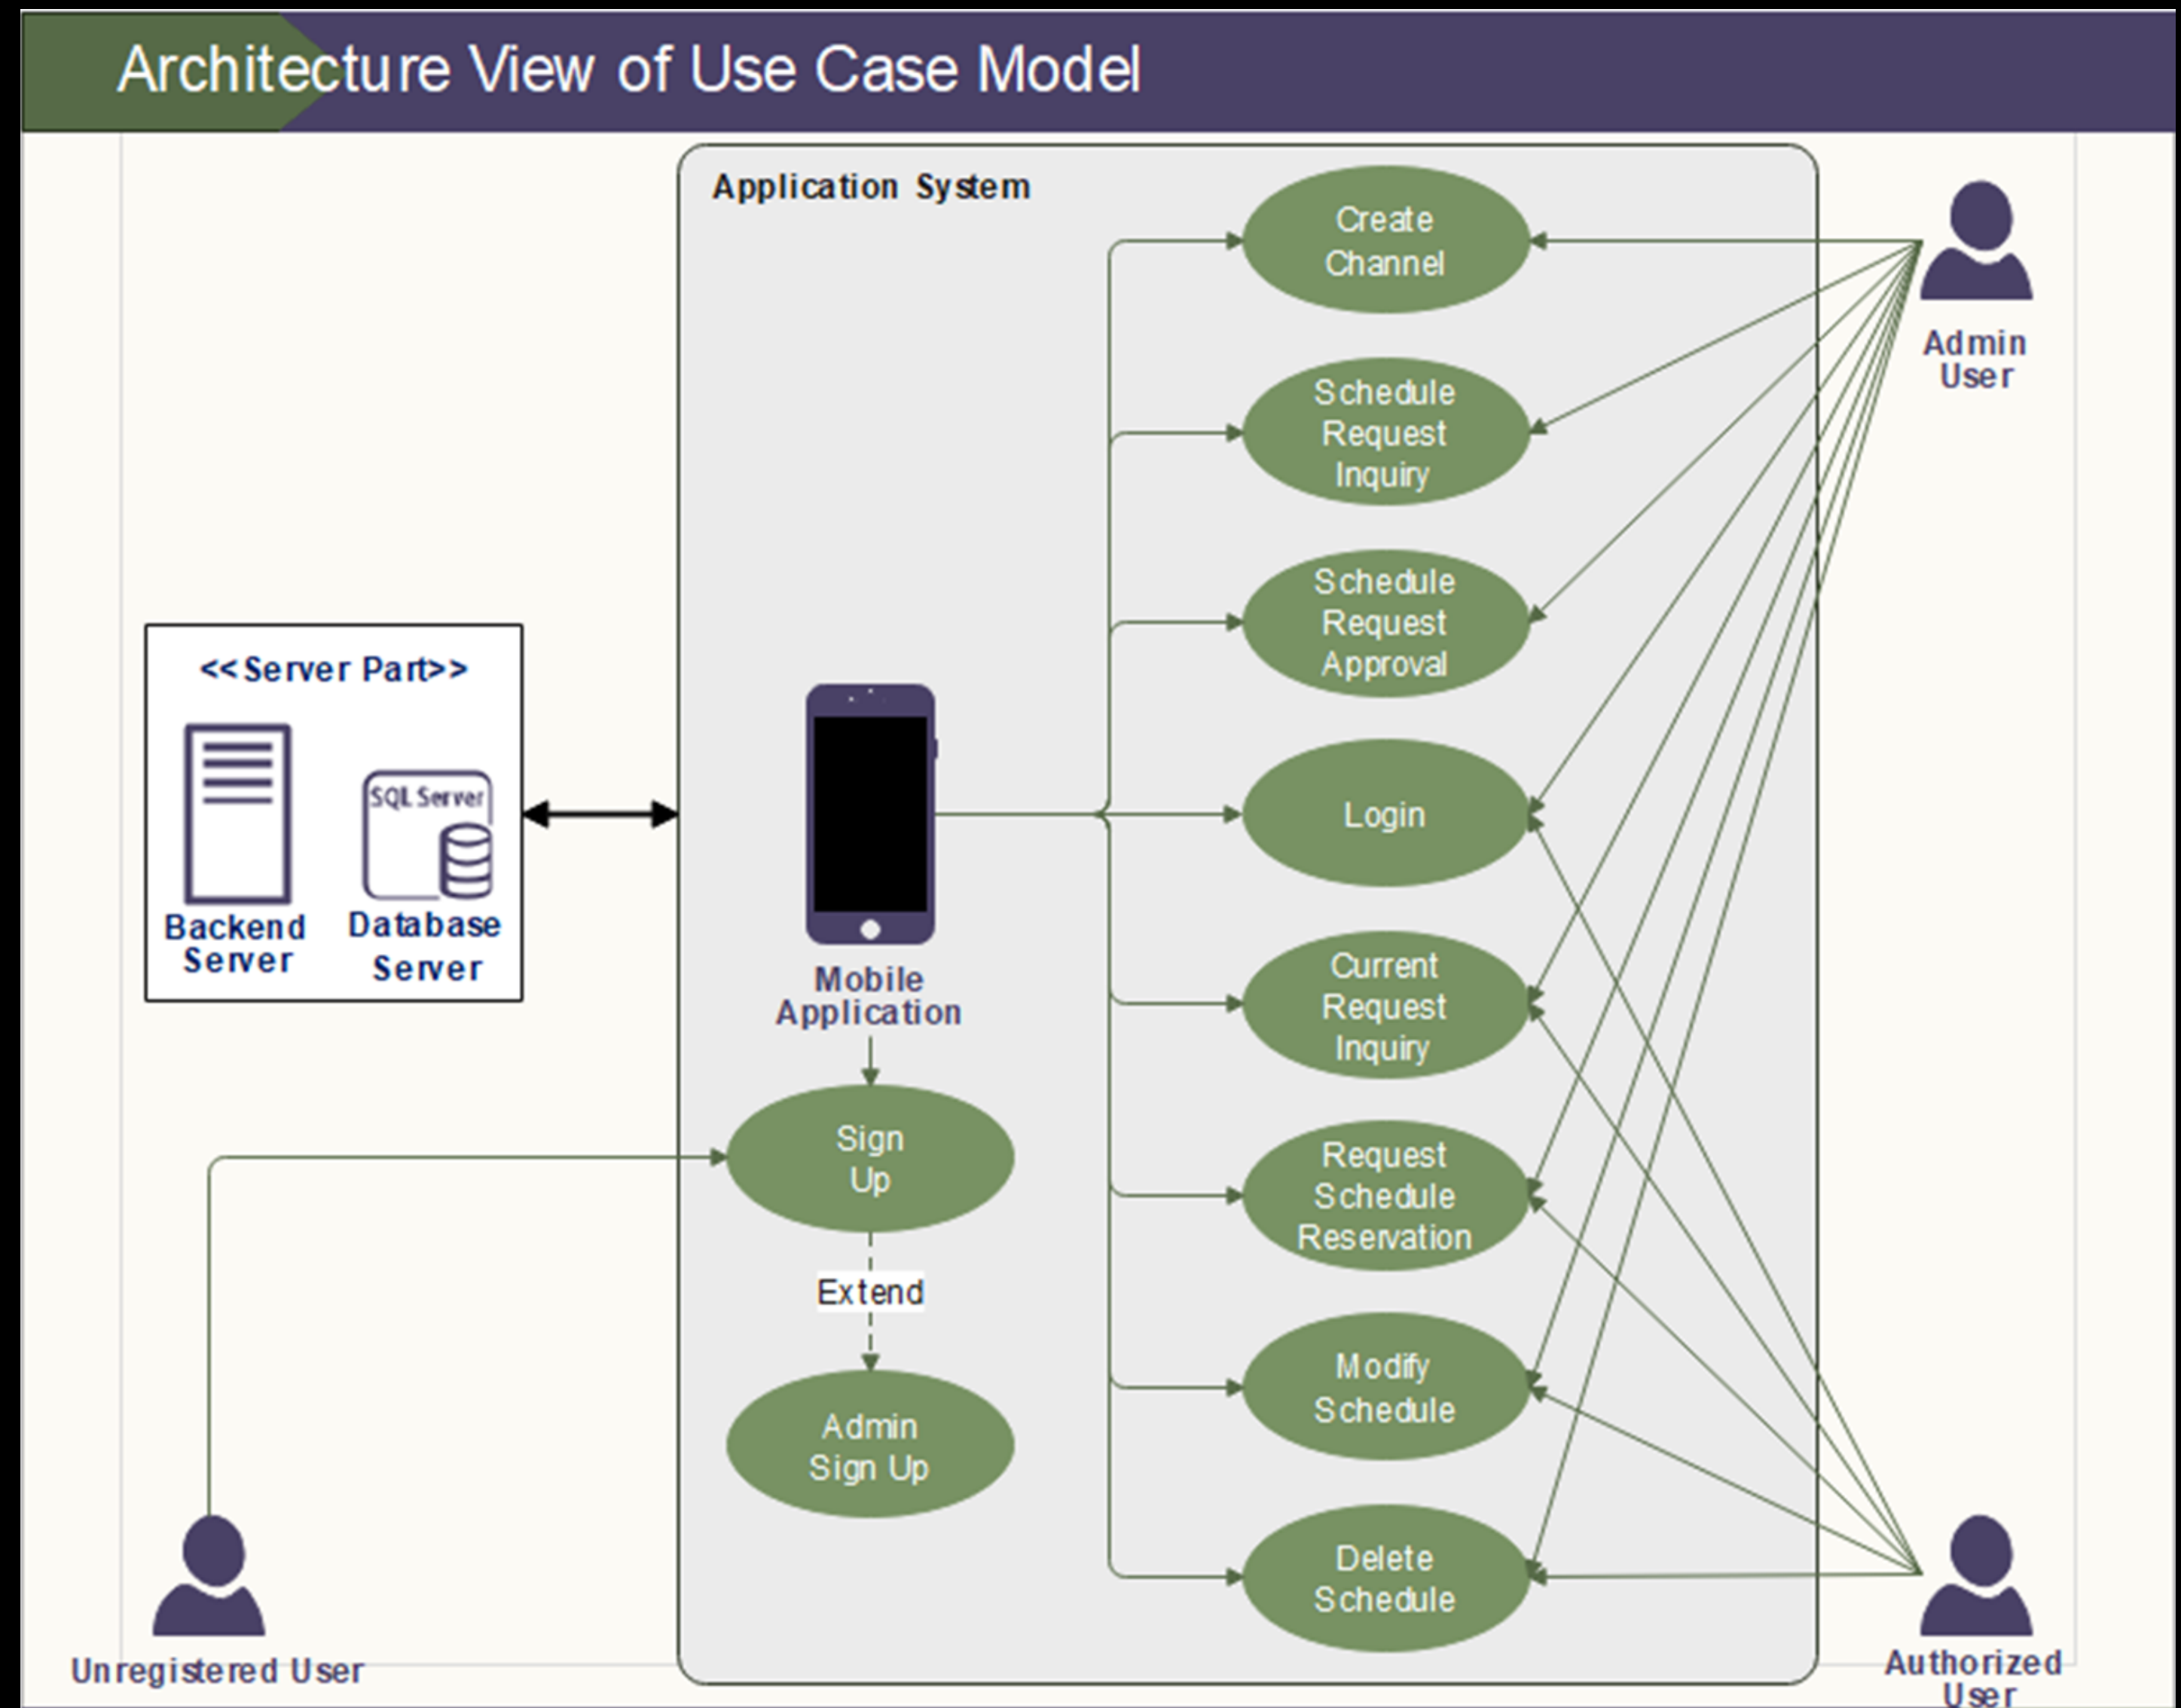 Architecture View of Use Case Model
Application System
Create
Channel
Schedule
Request
Inquiry
Schedule
Request
Approval
Login
Current
Request
Inquiry
Request
Schedule
Reservation
Modify
Schedule
Delete
Schedule
Admin
User
<<Server Part>>
SQL Server
Backend
Server
Database
Server
Mobile
Application
Sign
Up
Extend
Admin
Sign Up
Unregistered User
Authorized
User